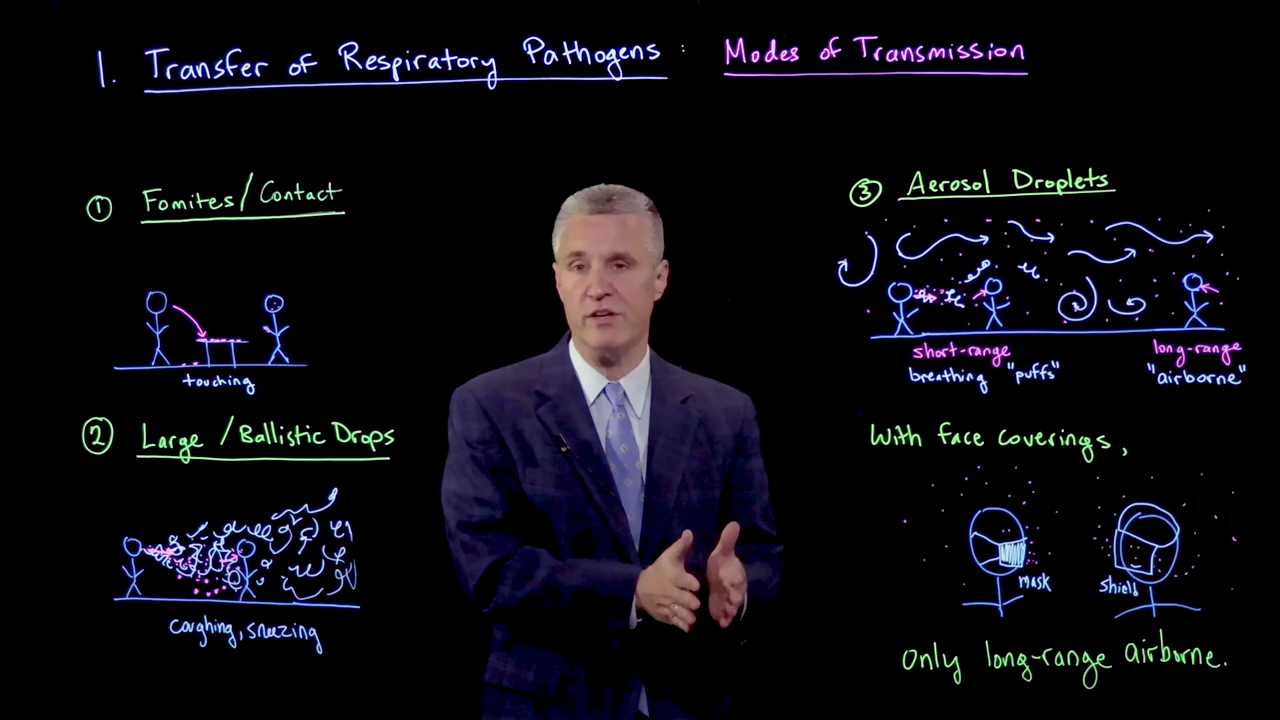 1. Transfer of Respiratory Pathogens : Modes of Transmission
① Fomites/Contact
touching
② Large/Ballistic Drops
coughing, sneezing
③ Aerosol Droplets
short-range
breathing "puffs"
long-range
"airborne"
With face coverings,
mask
shield
Only long-range airborne.